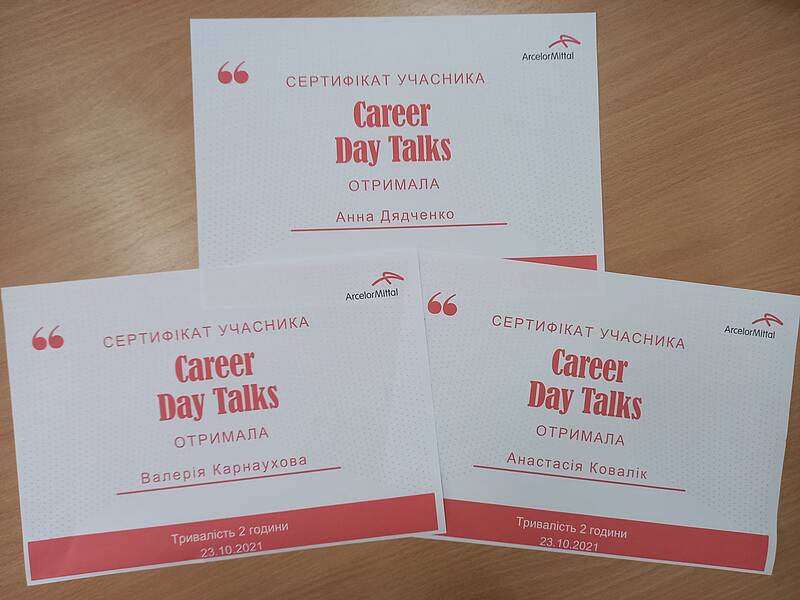 ArcelorMittal
СЕРТИФІКАТ УЧАСНИКА
Career
Day Talks
ОТРИМАЛА
Анна Дядченко
ArcelorMittal
СЕРТИФІКАТ УЧАСНИКА
Career
Day Talks
ОТРИМАЛА
Валерія Карнаухова
Тривалість 2 години
23.10.2021
ArcelorMittal
СЕРТИФІКАТ УЧАСНИКА
Career
Day Talks
ОТРИМАЛА
Анастасія Ковалік
Тривалість 2 години
23.10.2021